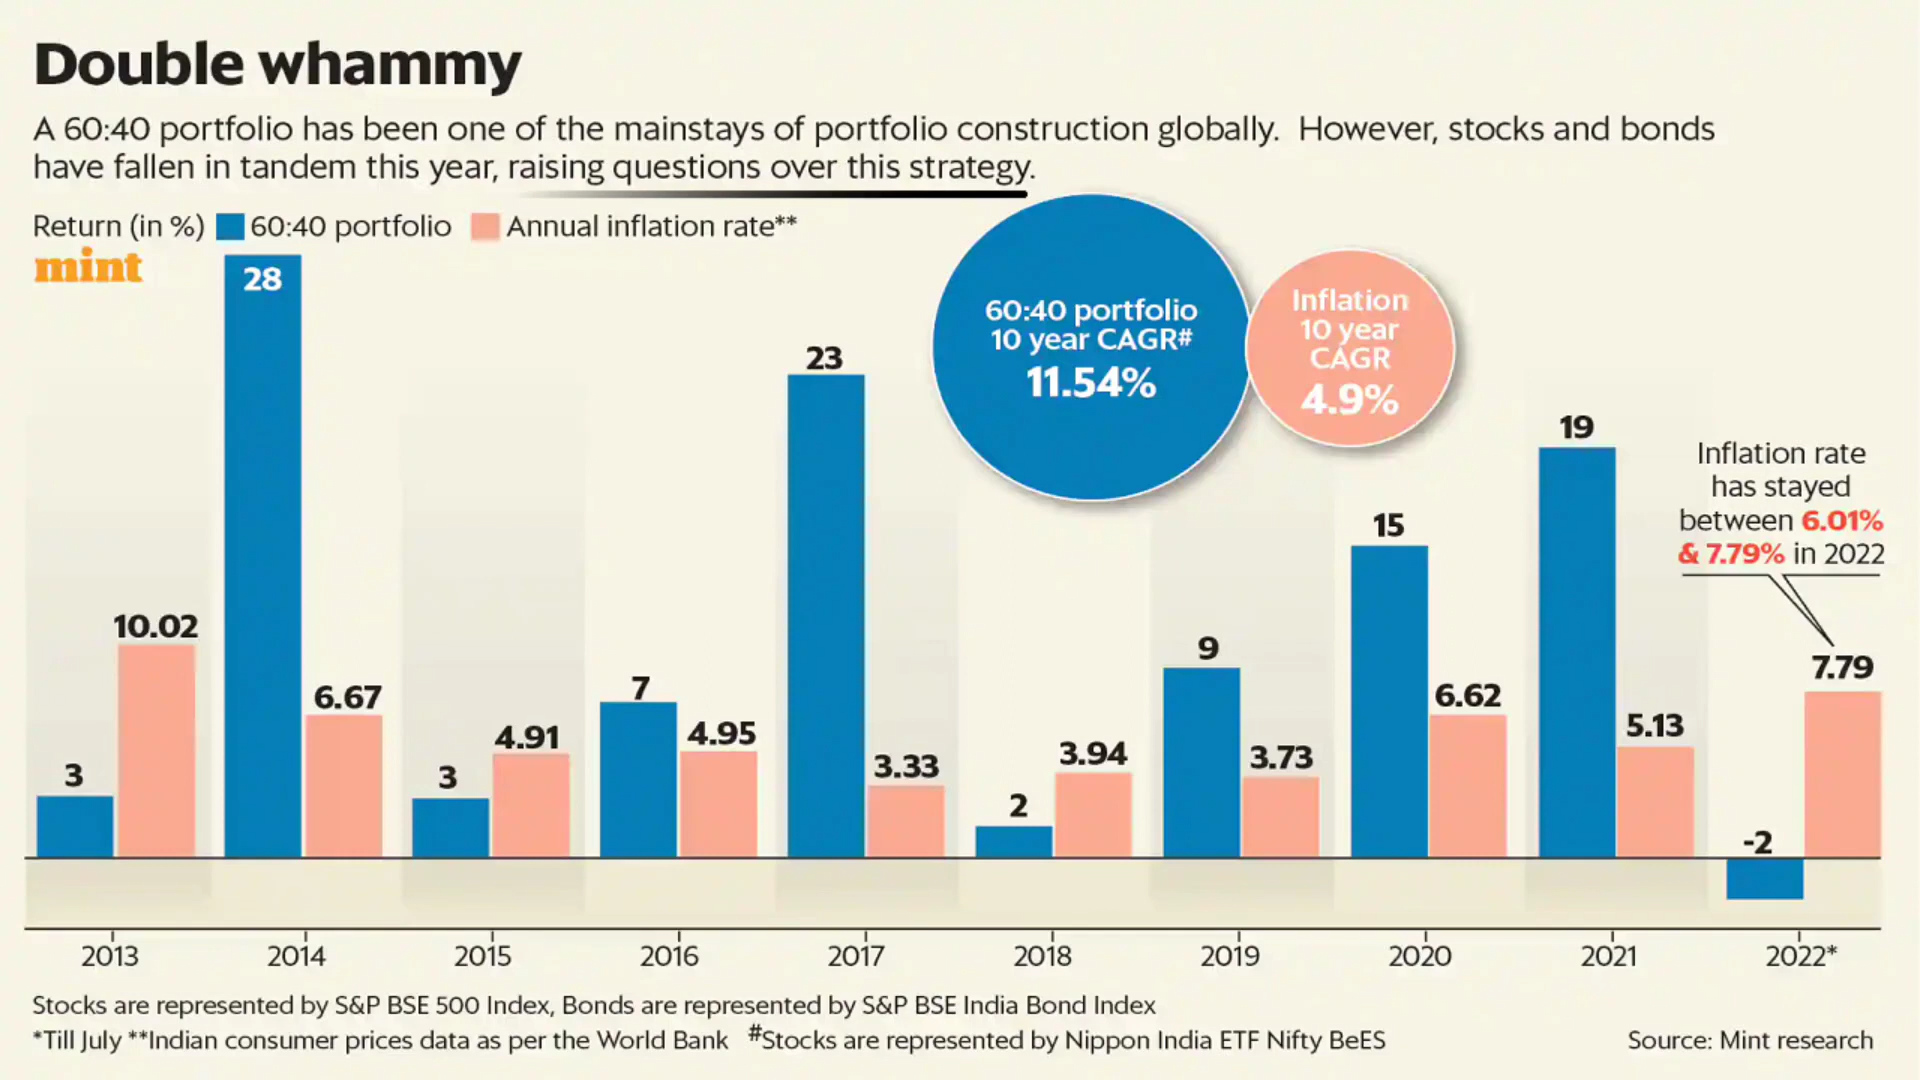 Double whammy
A 60:40 portfolio has been one of the mainstays of portfolio construction globally. However, stocks and bonds
have fallen in tandem this year, raising questions over this strategy.
Return (in %) 60:40 portfolio Annual inflation rate**
mint
60:40 portfolio
10 year CAGR#
11.54%
Inflation
10 year
CAGR
4.9%
Inflation rate
has stayed
between 6.01%
& 7.79% in 2022
3 10.02
28 6.67
3 4.91
7 4.95
23 3.33
2 3.94
9 3.73
15 6.62
19 5.13
-2 7.79
2013 2014 2015 2016 2017 2018 2019 2020 2021 2022*
Stocks are represented by S&P BSE 500 Index, Bonds are represented by S&P BSE India Bond Index
*Till July **Indian consumer prices data as per the World Bank #Stocks are represented by Nippon India ETF Nifty BeES
Source: Mint research